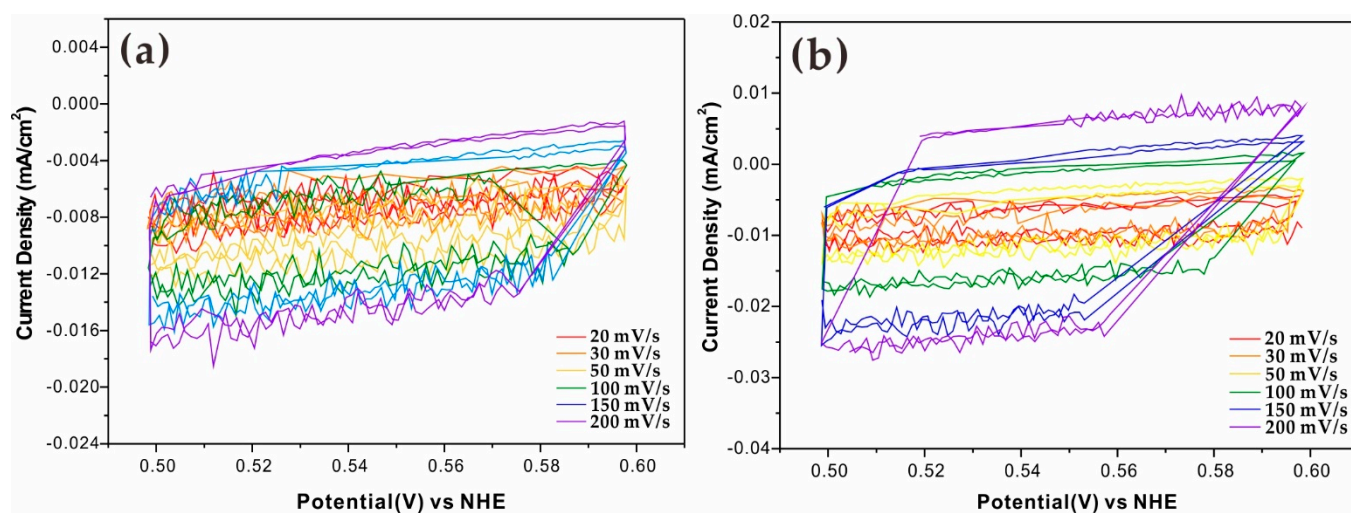 (a)
Current Density (mA/cm²)
0.004
0.000
-0.004
-0.008
-0.012
-0.016
-0.020
-0.024
20 mV/s
30 mV/s
50 mV/s
100 mV/s
150 mV/s
200 mV/s
0.50 0.52 0.54 0.56 0.58 0.60
Potential(V) vs NHE
(b)
Current Density (mA/cm²)
0.02
0.01
0.00
-0.01
-0.02
-0.03
-0.04
20 mV/s
30 mV/s
50 mV/s
100 mV/s
150 mV/s
200 mV/s
0.50 0.52 0.54 0.56 0.58 0.60
Potential(V) vs NHE